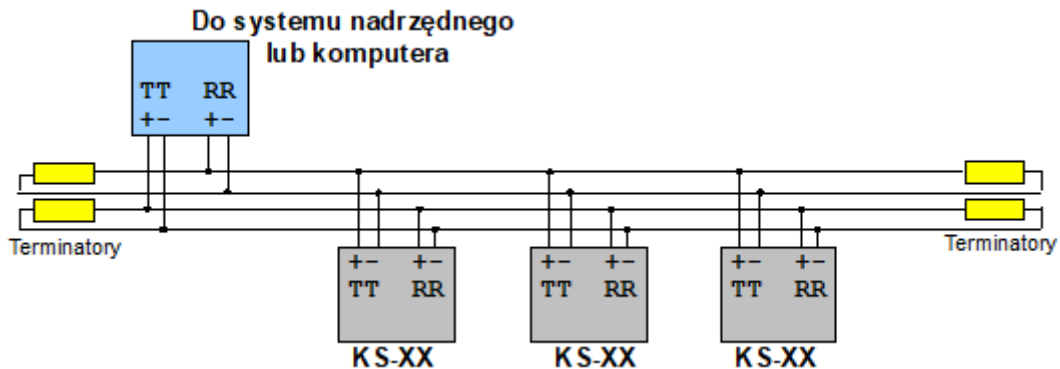 Do systemu nadrzędnego
lub komputera
TT RR
+- +-
Terminatory
Terminatory
+- +-
TT RR
+- +-
TT RR
+- +-
TT RR
KS-XX
KS-XX
KS-XX